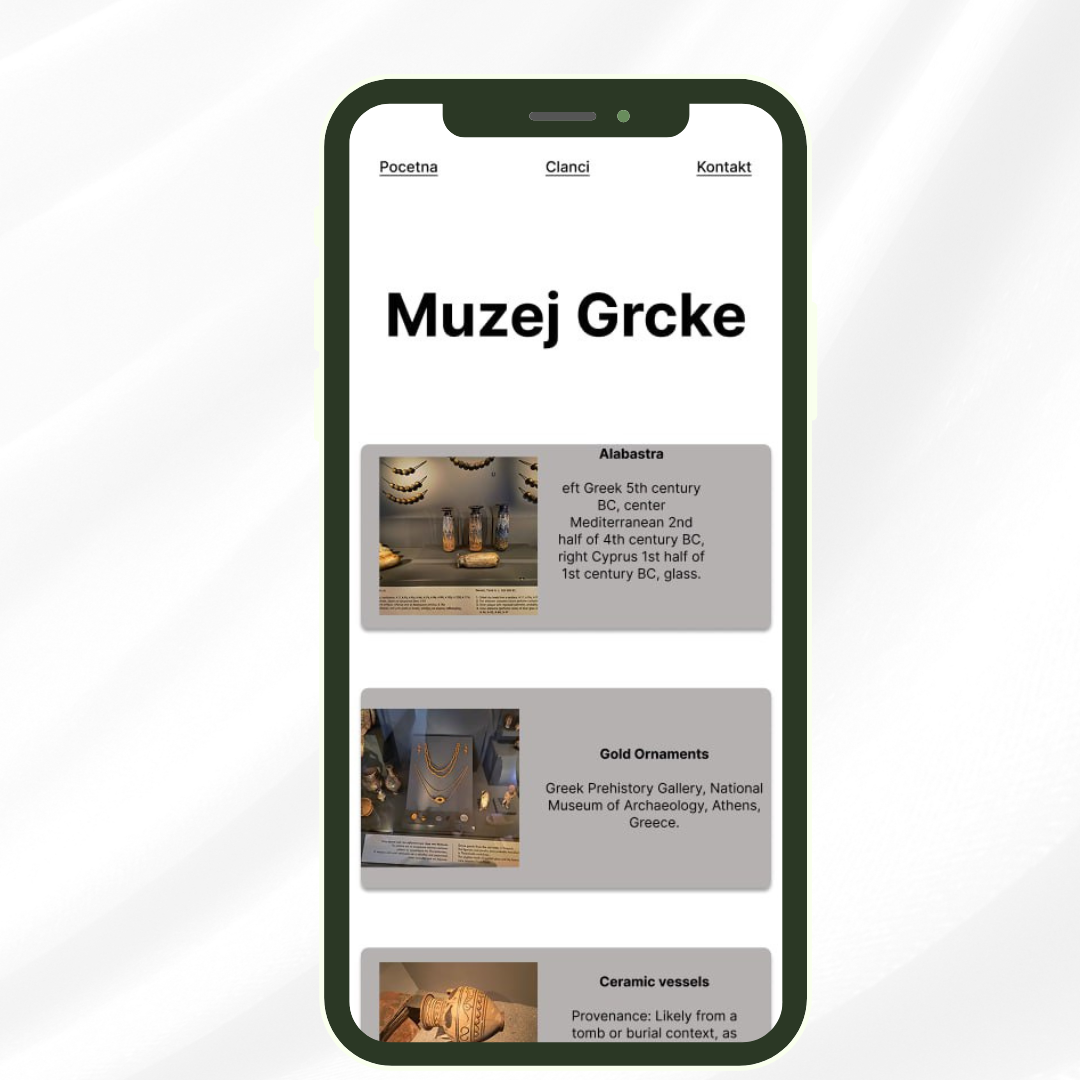 Pocetna Clanci Kontakt
Muzej Grcke
Alabastra
eft Greek 5th century
BC, center
Mediterranean 2nd
half of 4th century BC,
right Cyprus 1st half of
1st century BC, glass.
Gold Ornaments
Greek Prehistory Gallery, National
Museum of Archaeology, Athens,
Greece.
Ceramic vessels
Provenance: Likely from a
tomb or burial context, as